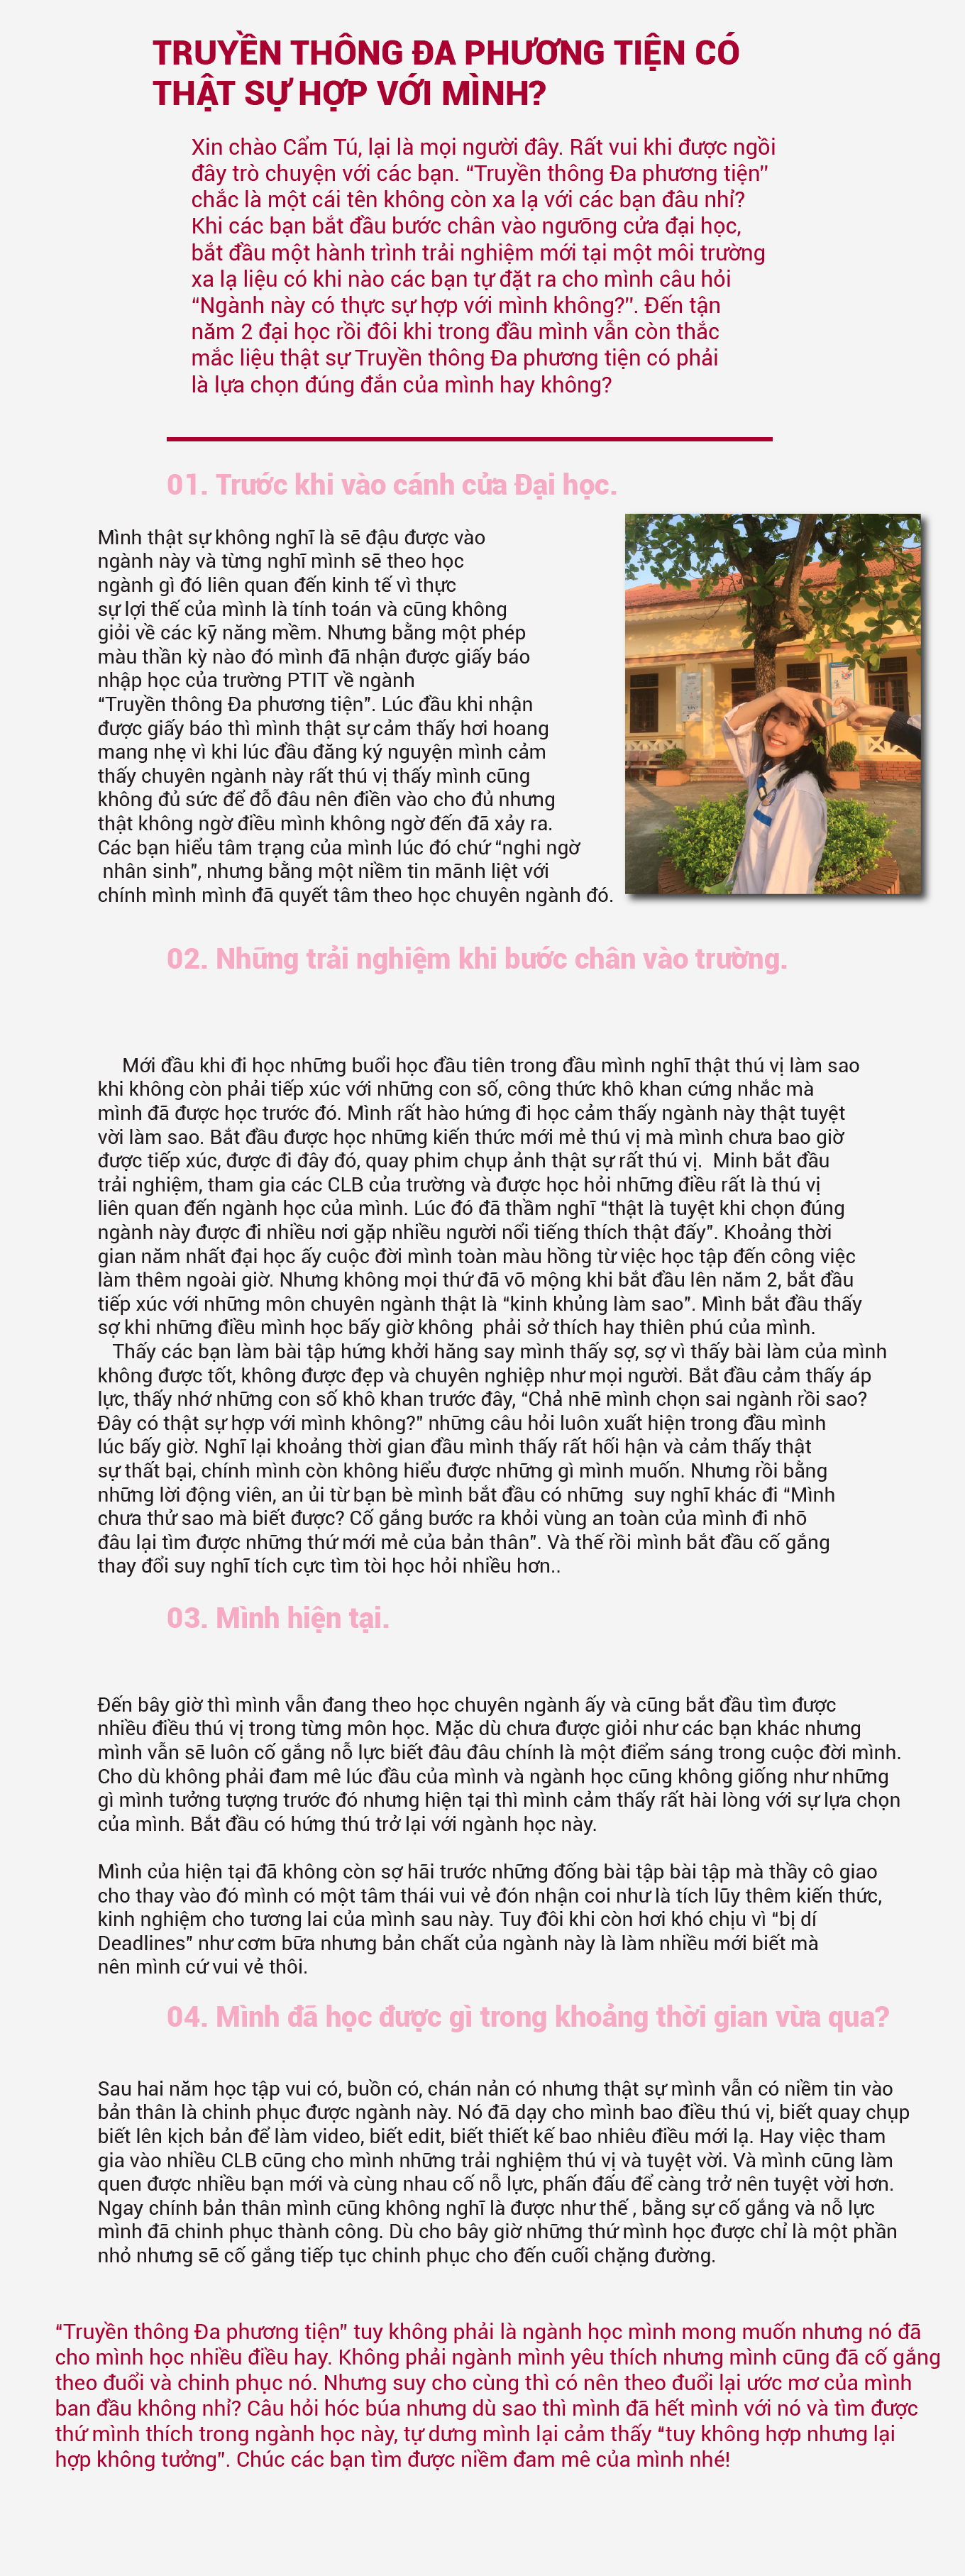 TRUYỀN THÔNG ĐA PHƯƠNG TIỆN CÓ
THẬT SỰ HỢP VỚI MÌNH?
Xin chào Cẩm Tú, lại là mọi người đây. Rất vui khi được ngồi
đây trò chuyện với các bạn. “Truyền thông Đa phương tiện”
chắc là một cái tên không còn xa lạ với các bạn đâu nhỉ?
Khi các bạn bắt đầu bước chân vào ngưỡng cửa đại học,
bắt đầu một hành trình trải nghiệm mới tại một môi trường
xa lạ liệu có khi nào các bạn tự đặt ra cho mình câu hỏi
“Ngành này có thực sự hợp với mình không?”. Đến tận
năm 2 đại học rồi đôi khi trong đầu mình vẫn còn thắc
mắc liệu thật sự Truyền thông Đa phương tiện có phải
là lựa chọn đúng đắn của mình hay không?
01. Trước khi vào cánh cửa Đại học.
Mình thật sự không nghĩ là sẽ đậu được vào
ngành này và từng nghĩ mình sẽ theo học
ngành gì đó liên quan đến kinh tế vì thực
sự lợi thế của mình là tính toán và cũng không
giỏi về các kỹ năng mềm. Nhưng bằng một phép
màu thần kỳ nào đó mình đã nhận được giấy báo
nhập học của trường PTIT về ngành
“Truyền thông Đa phương tiện”. Lúc đầu khi nhận
được giấy báo thì mình thật sự cảm thấy hơi hoang
mang nhẹ vì khi lúc đầu đăng ký nguyện mình cảm
thấy chuyên ngành này rất thú vị thấy mình cũng
không đủ sức để đỗ đâu nên điền vào cho đủ nhưng
thật không ngờ điều mình không ngờ đến đã xảy ra.
Các bạn hiểu tâm trạng của mình lúc đó chứ “nghi ngờ
nhân sinh”, nhưng bằng một niềm tin mãnh liệt với
chính mình mình đã quyết tâm theo học chuyên ngành đó.
02. Những trải nghiệm khi bước chân vào trường.
Mới đầu khi đi học những buổi học đầu tiên trong đầu mình nghĩ thật thú vị làm sao
khi không còn phải tiếp xúc với những con số, công thức khô khan cứng nhắc mà
mình đã được học trước đó. Mình rất hào hứng đi học cảm thấy ngành này thật tuyệt
vời làm sao. Bắt đầu được học những kiến thức mới mẻ thú vị mà mình chưa bao giờ
được tiếp xúc, được đi đây đó, quay phim chụp ảnh thật sự rất thú vị.  Minh bắt đầu
trải nghiệm, tham gia các CLB của trường và được học hỏi những điều rất là thú vị
liên quan đến ngành học của mình. Lúc đó đã thầm nghĩ “thật là tuyệt khi chọn đúng
ngành này được đi nhiều nơi gặp nhiều người nổi tiếng thích thật đấy”. Khoảng thời
gian năm nhất đại học ấy cuộc đời mình toàn màu hồng từ việc học tập đến công việc
làm thêm ngoài giờ. Nhưng không mọi thứ đã võ mộng khi bắt đầu lên năm 2, bắt đầu
tiếp xúc với những môn chuyên ngành thật là “kinh khủng làm sao”. Mình bắt đầu thấy
sợ khi những điều mình học bấy giờ không  phải sở thích hay thiên phú của mình.
Thấy các bạn làm bài tập hứng khởi hăng say mình thấy sợ, sợ vì thấy bài làm của mình
không được tốt, không được đẹp và chuyên nghiệp như mọi người. Bắt đầu cảm thấy áp
lực, thấy nhớ những con số khô khan trước đây, “Chả nhẽ mình chọn sai ngành rồi sao?
Đây có thật sự hợp với mình không?” những câu hỏi luôn xuất hiện trong đầu mình
lúc bấy giờ. Nghĩ lại khoảng thời gian đầu mình thấy rất hối hận và cảm thấy thật
sự thất bại, chính mình còn không hiểu được những gì mình muốn. Nhưng rồi bằng
những lời động viên, an ủi từ bạn bè mình bắt đầu có những  suy nghĩ khác đi “Mình
chưa thử sao mà biết được? Cố gắng bước ra khỏi vùng an toàn của mình đi nhõ
đâu lại tìm được những thứ mới mẻ của bản thân”. Và thế rồi mình bắt đầu cố gắng
thay đổi suy nghĩ tích cực tìm tòi học hỏi nhiều hơn..
03. Mình hiện tại.
Đến bây giờ thì mình vẫn đang theo học chuyên ngành ấy và cũng bắt đầu tìm được
nhiều điều thú vị trong từng môn học. Mặc dù chưa được giỏi như các bạn khác nhưng
mình vẫn sẽ luôn cố gắng nỗ lực biết đâu đâu chính là một điểm sáng trong cuộc đời mình.
Cho dù không phải đam mê lúc đầu của mình và ngành học cũng không giống như những
gì mình tưởng tượng trước đó nhưng hiện tại thì mình cảm thấy rất hài lòng với sự lựa chọn
của mình. Bắt đầu có hứng thú trở lại với ngành học này.
Mình của hiện tại đã không còn sợ hãi trước những đống bài tập bài tập mà thầy cô giao
cho thay vào đó mình có một tâm thái vui vẻ đón nhận coi như là tích lũy thêm kiến thức,
kinh nghiệm cho tương lai của mình sau này. Tuy đôi khi còn hơi khó chịu vì “bị dí
Deadlines” như cơm bữa nhưng bản chất của ngành này là làm nhiều mới biết mà
nên mình cứ vui vẻ thôi.
04. Mình đã học được gì trong khoảng thời gian vừa qua?
Sau hai năm học tập vui có, buồn có, chán nản có nhưng thật sự mình vẫn có niềm tin vào
bản thân là chinh phục được ngành này. Nó đã dạy cho mình bao điều thú vị, biết quay chụp
biết lên kịch bản để làm video, biết edit, biết thiết kế bao nhiêu điều mới lạ. Hay việc tham
gia vào nhiều CLB cũng cho mình những trải nghiệm thú vị và tuyệt vời. Và mình cũng làm
quen được nhiều bạn mới và cùng nhau cố nỗ lực, phấn đấu để càng trở nên tuyệt vời hơn.
Ngay chính bản thân mình cũng không nghĩ là được như thế , bằng sự cố gắng và nỗ lực
mình đã chinh phục thành công. Dù cho bây giờ những thứ mình học được chỉ là một phần
nhỏ nhưng sẽ cố gắng tiếp tục chinh phục cho đến cuối chặng đường.
“Truyền thông Đa phương tiện” tuy không phải là ngành học mình mong muốn nhưng nó đã
cho mình học nhiều điều hay. Không phải ngành mình yêu thích nhưng mình cũng đã cố gắng
theo đuổi và chinh phục nó. Nhưng suy cho cùng thì có nên theo đuổi lại ước mơ của mình
ban đầu không nhỉ? Câu hỏi hóc búa nhưng dù sao thì mình đã hết mình với nó và tìm được
thứ mình thích trong ngành học này, tự dưng mình lại cảm thấy “tuy không hợp nhưng lại
hợp không tưởng”. Chúc các bạn tìm được niềm đam mê của mình nhé!